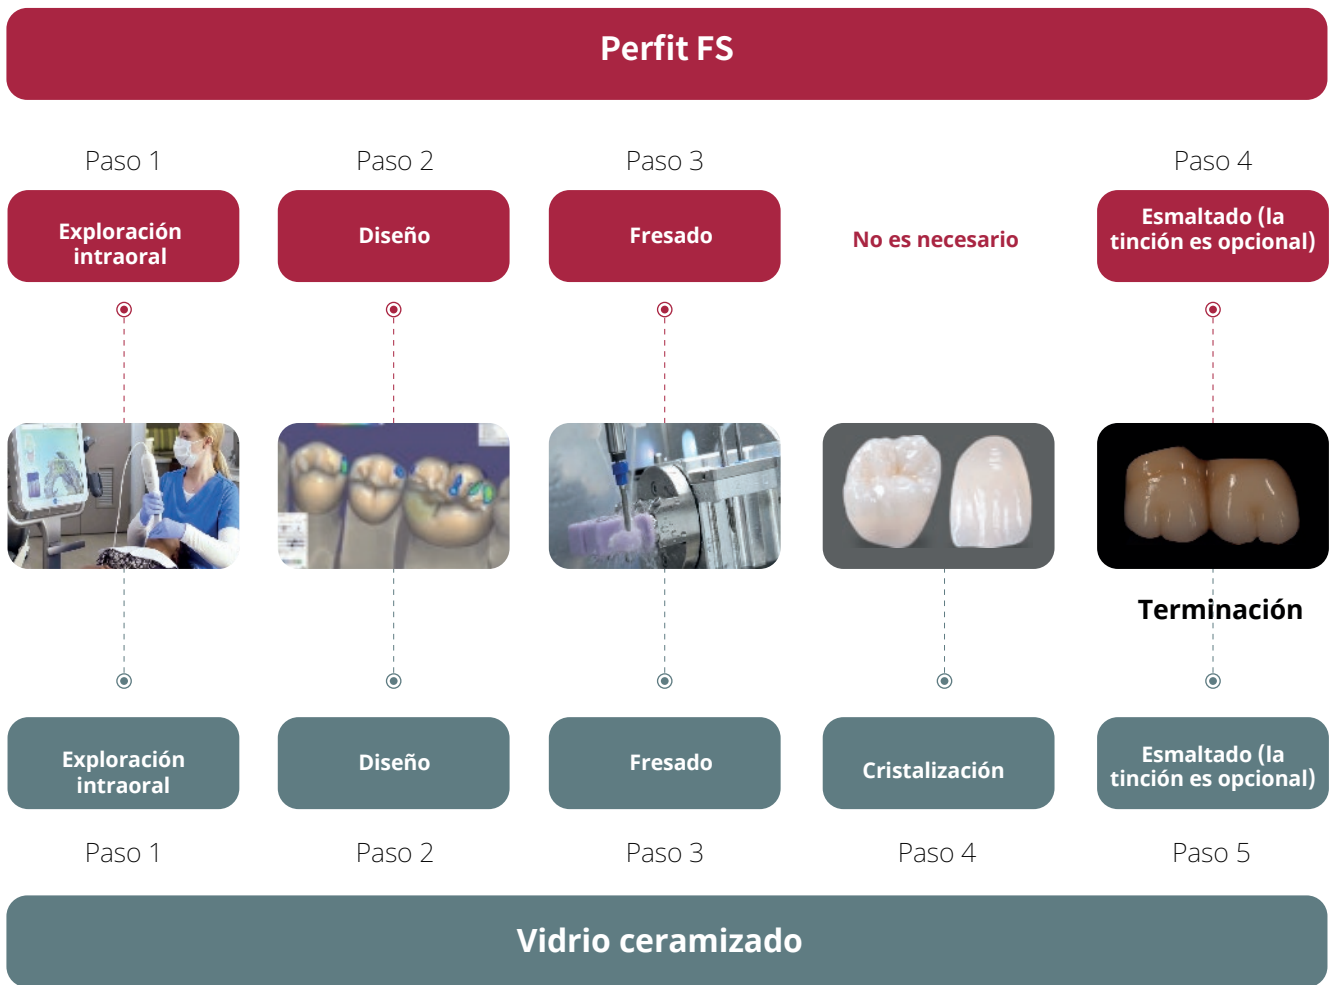 Perfit FS
Paso 1
Paso 2
Paso 3
Paso 4
Exploración
intraoral
Diseño
Fresado
No es necesario
Esmaltado (la
tinción es opcional)
Terminación
Exploración
intraoral
Diseño
Fresado
Cristalización
Esmaltado (la
tinción es opcional)
Paso 1
Paso 2
Paso 3
Paso 4
Paso 5
Vidrio ceramizado